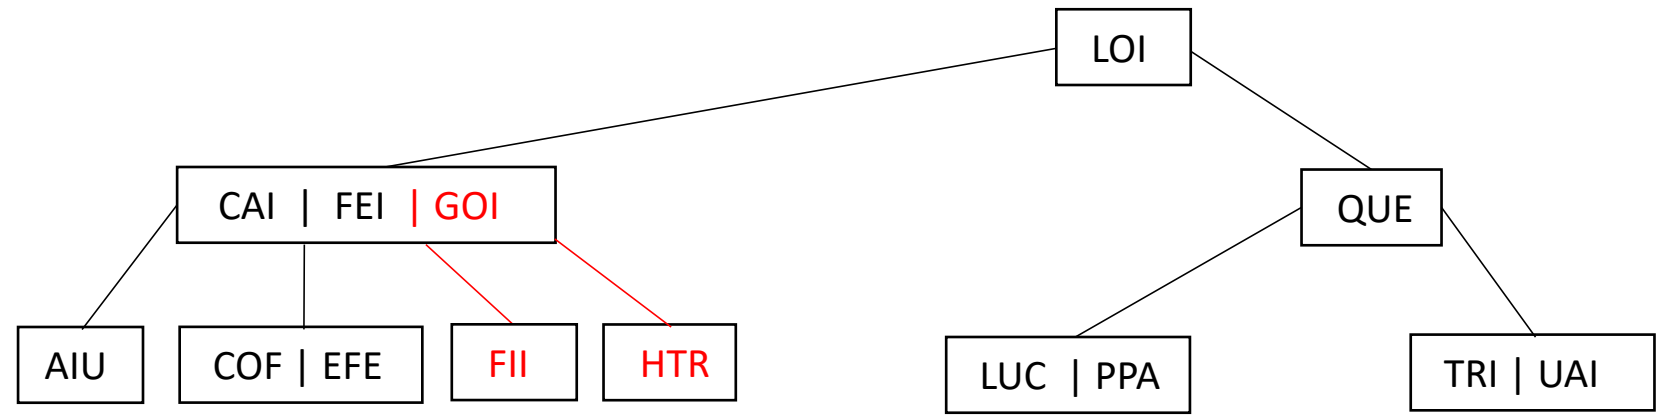 LOI
CAI | FEI | GOI
QUE
AIU
COF | EFE
FII
HTR
LUC | PPA
TRI | UAI